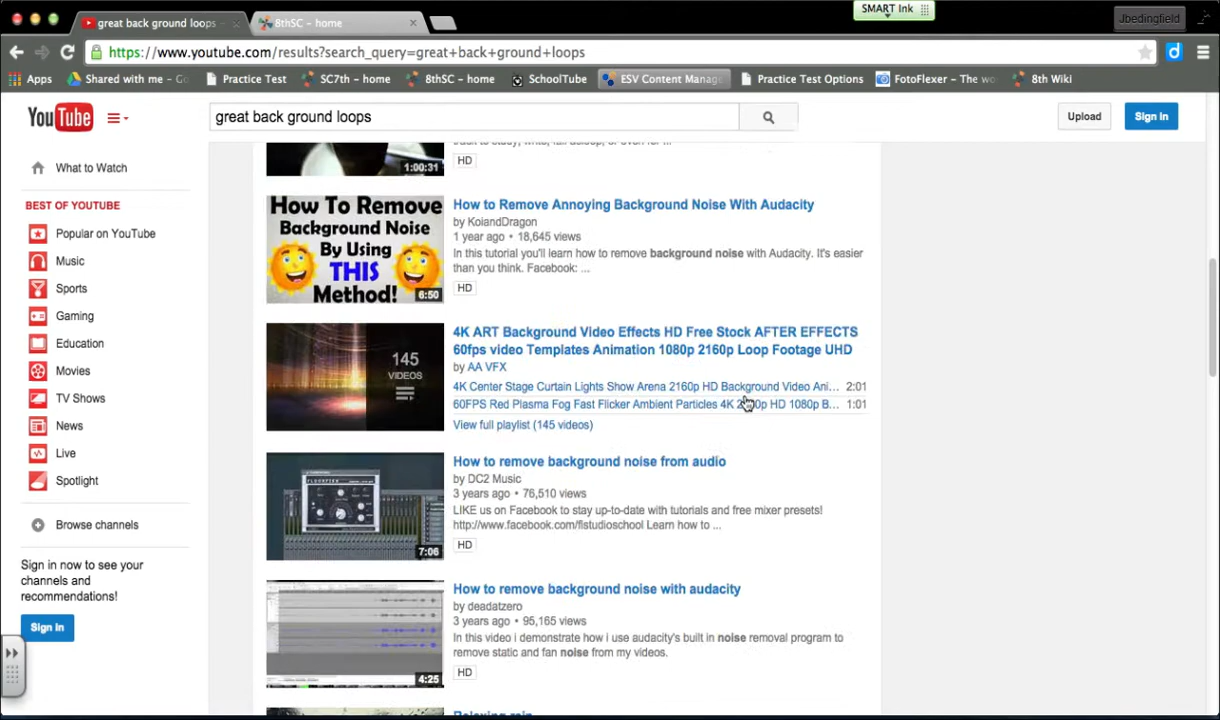 SMART Ink
great back ground loops
8thSC - home
Jbedingfield
https://www.youtube.com/results?search_query=great+back+ground+loops
Apps
Shared with me - Go
Practice Test
SC7th - home
8thSC - home
SchoolTube
ESV Content Manage
Practice Test Options
FotoFlexer - The wo
8th Wiki
YouTube
great back ground loops
Upload
Sign in
What to Watch
BEST OF YOUTUBE
Popular on YouTube
Music
Sports
Gaming
Education
Movies
TV Shows
News
Live
Spotlight
Browse channels
Sign in now to see your
channels and
recommendations!
Sign in
1:00:31
HD
How To Remove
Background Noise
By Using
THIS
Method!
6:50
How to Remove Annoying Background Noise With Audacity
by KoiandDragon
1 year ago • 18,645 views
In this tutorial you'll learn how to remove background noise with Audacity. It's easier
than you think. Facebook: ...
HD
145
VIDEOS
4K ART Background Video Effects HD Free Stock AFTER EFFECTS
60fps video Templates Animation 1080p 2160p Loop Footage UHD
by AA VFX
4K Center Stage Curtain Lights Show Arena 2160p HD Background Video Ani... 2:01
60FPS Red Plasma Fog Fast Flicker Ambient Particles 4K HD 1080p B... 1:01
View full playlist (145 videos)
7:06
How to remove background noise from audio
by DC2 Music
3 years ago • 76,510 views
LIKE us on Facebook to stay up-to-date with tutorials and free mixer presets!
http://www.facebook.com/flstudioschool Learn how to ...
HD
4:25
How to remove background noise with audacity
by deadatzero
3 years ago • 95,165 views
In this video i demonstrate how i use audacity's built in noise removal program to
remove static and fan noise from my videos.
HD